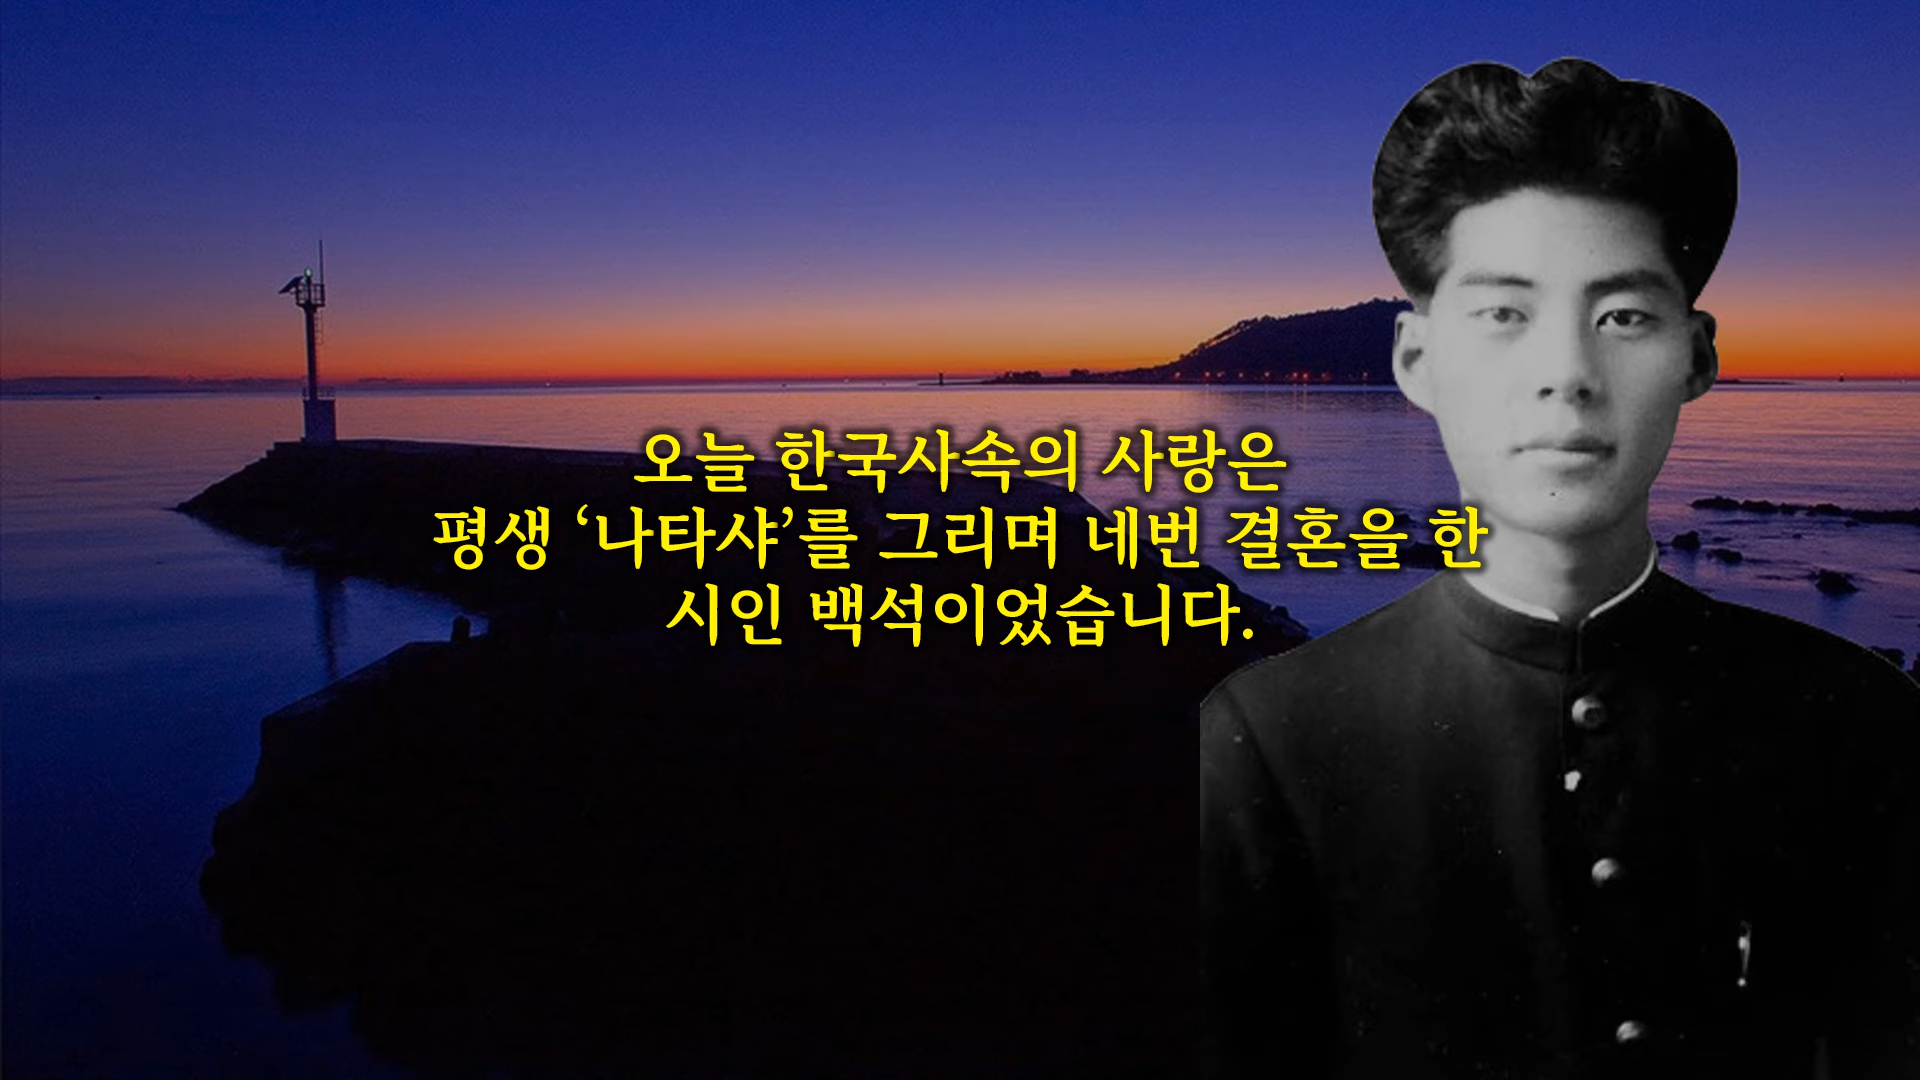 오늘 한국사속의 사랑은
평생 ‘나타샤’를 그리며 네번 결혼을 한
시인 백석이었습니다.